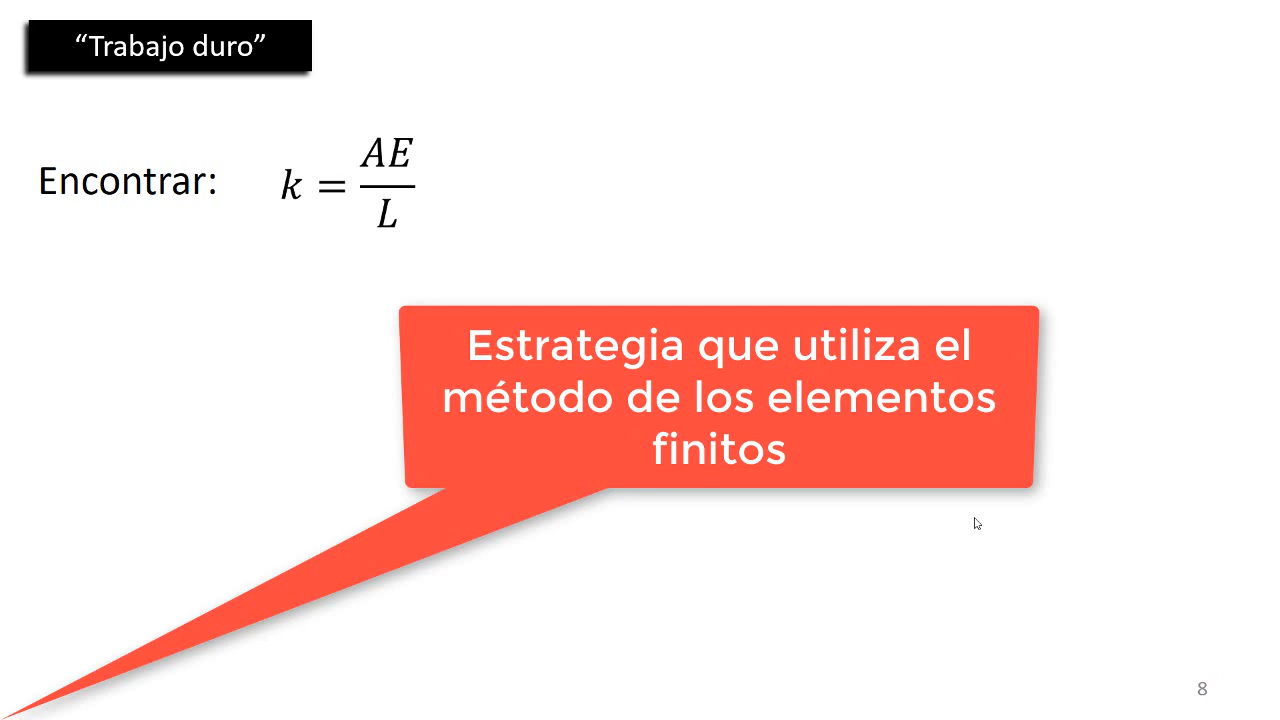 “Trabajo duro”
Encontrar: k = AE/L
Estrategia que utiliza el
método de los elementos
finitos
8